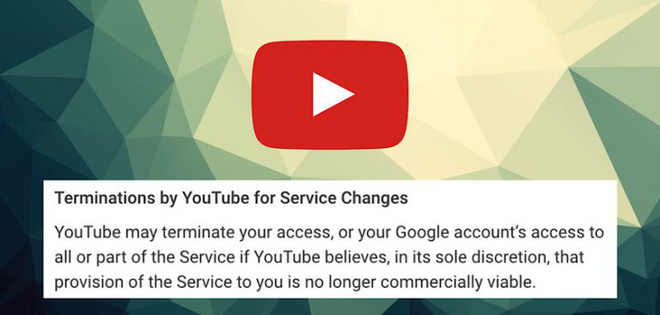 Terminations by YouTube for Service Changes
YouTube may terminate your access, or your Google account's access to
all or part of the Service if YouTube believes, in its sole discretion, that
provision of the Service to you is no longer commercially viable.